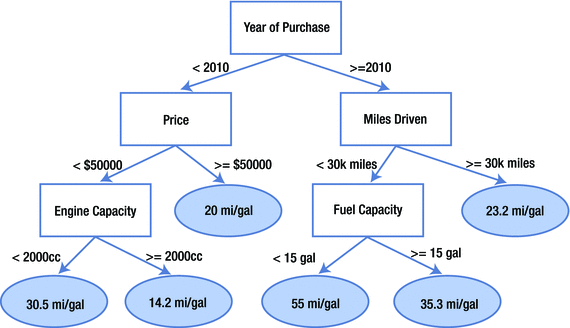 Year of Purchase
< 2010
>=2010
Price
Miles Driven
< $50000
>= $50000
< 30k miles
>= 30k miles
Engine Capacity
20 mi/gal
Fuel Capacity
23.2 mi/gal
< 2000cc
>= 2000cc
< 15 gal
>= 15 gal
30.5 mi/gal
14.2 mi/gal
55 mi/gal
35.3 mi/gal